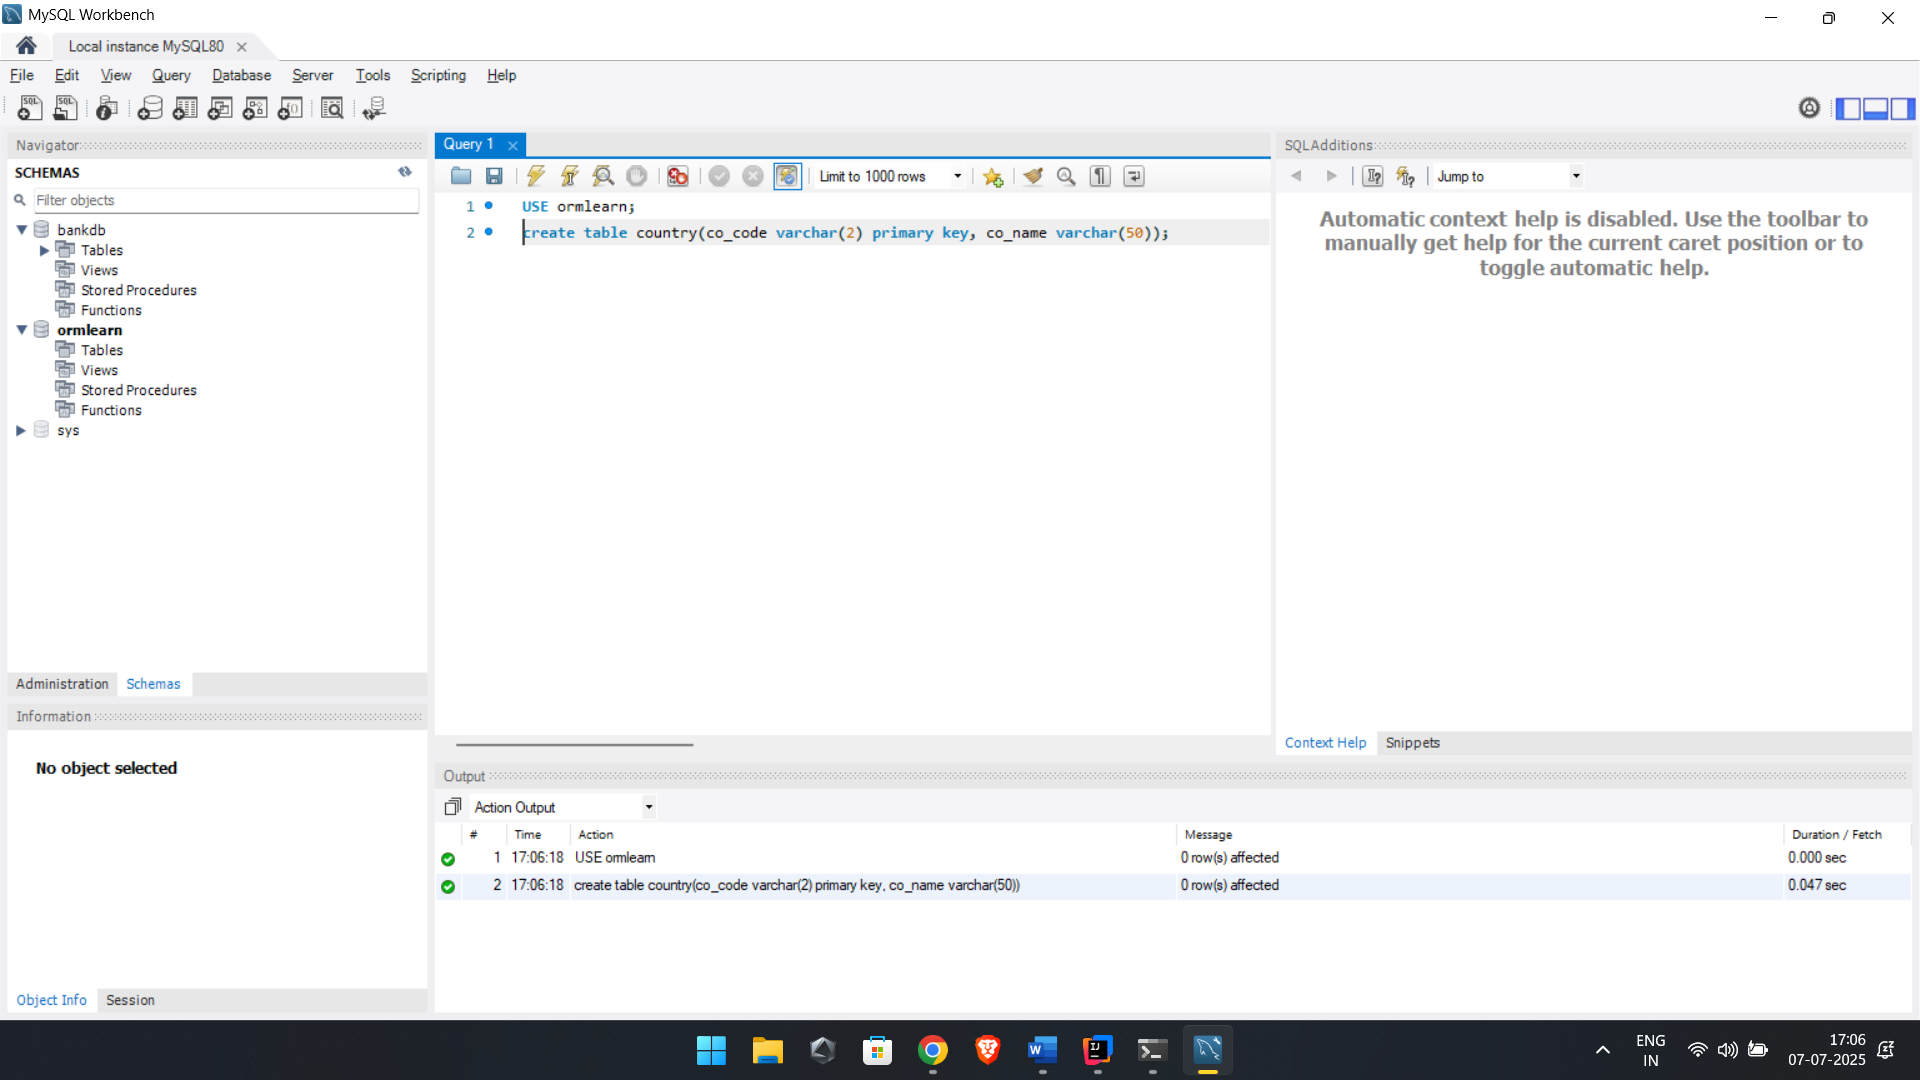 MySQL Workbench
Local instance MySQL80
File Edit View Query Database Server Tools Scripting Help
Navigator
SCHEMAS
Filter objects
bankdb
Tables
Views
Stored Procedures
Functions
ormlearn
Tables
Views
Stored Procedures
Functions
sys
Administration Schemas
Information
No object selected
Object Info Session
Query 1
Limit to 1000 rows
1 USE ormlearn;
2 create table country(co_code varchar(2) primary key, co_name varchar(50));
SQLAdditions
Jump to
Automatic context help is disabled. Use the toolbar to
manually get help for the current caret position or to
toggle automatic help.
Context Help Snippets
Output
Action Output
# Time Action Message Duration / Fetch
1 17:06:18 USE ormlearn 0 row(s) affected 0.000 sec
2 17:06:18 create table country(co_code varchar(2) primary key, co_name varchar(50)) 0 row(s) affected 0.047 sec
ENG
IN
17:06
07-07-2025